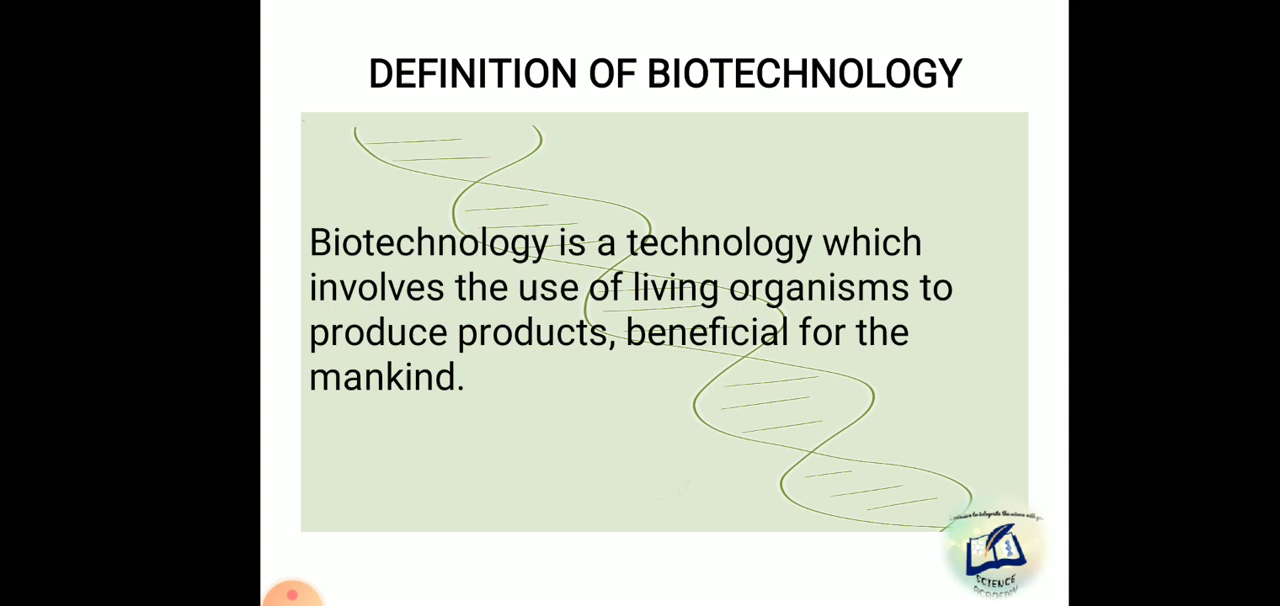 DEFINITION OF BIOTECHNOLOGY
Biotechnology is a technology which
involves the use of living organisms to
produce products, beneficial for the
mankind.
SCIENCE
ACADEMY